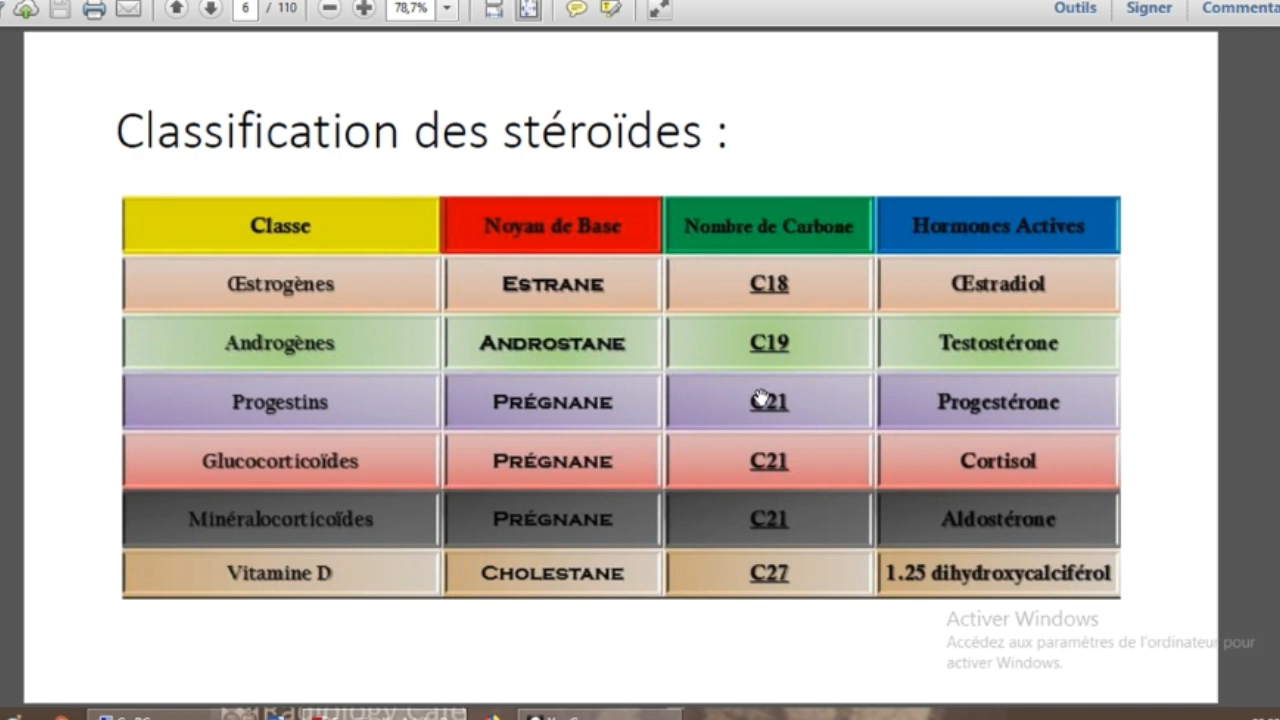 6 / 110 78,7% Outils Signer
Classification des stéroïdes :
Classe Noyau de Base Nombre de Carbone Hormones Actives
Œstrogènes ESTRANE C18 Œstradiol
Androgènes ANDROSTANE C19 Testostérone
Progestins PRÉGNANE C21 Progestérone
Glucocorticoïdes PRÉGNANE C21 Cortisol
Minéralocorticoïdes PRÉGNANE C21 Aldostérone
Vitamine D CHOLESTANE C27 1.25 dihydroxycalciférol
Activer Windows
Accédez aux paramètres de l'ordinateur pour
activer Windows.